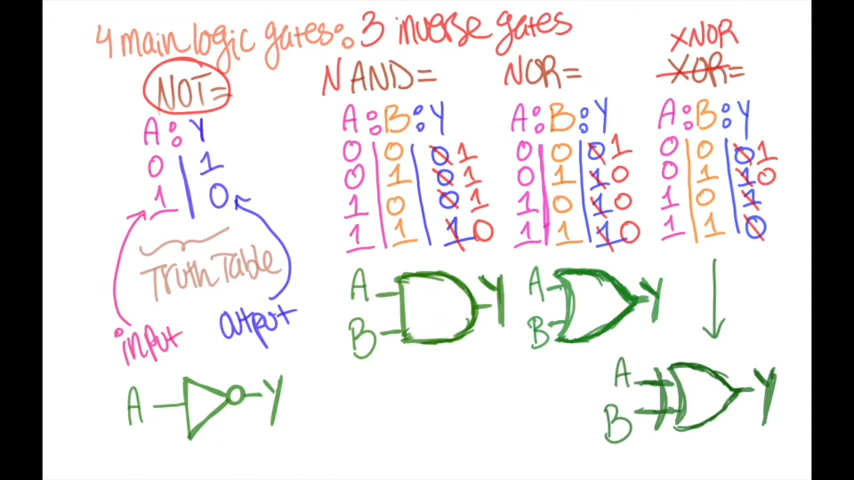 4 main logic gates: 3 inverse gates
XNOR
NOT= NAND= NOR= XOR=
A:Y A:B:Y A:B:Y A:B:Y
0 1 0 0 0 1 0 0 0 1 0 0 0 1
1 0 0 1 0 1 0 1 1 0 0 1 1 0
1 0 0 1 1 0 1 0 1 0 1
1 1 1 0 1 1 1 0 1 1 0
Truth Table
input output
A B Y
A B Y
A Y
A B Y